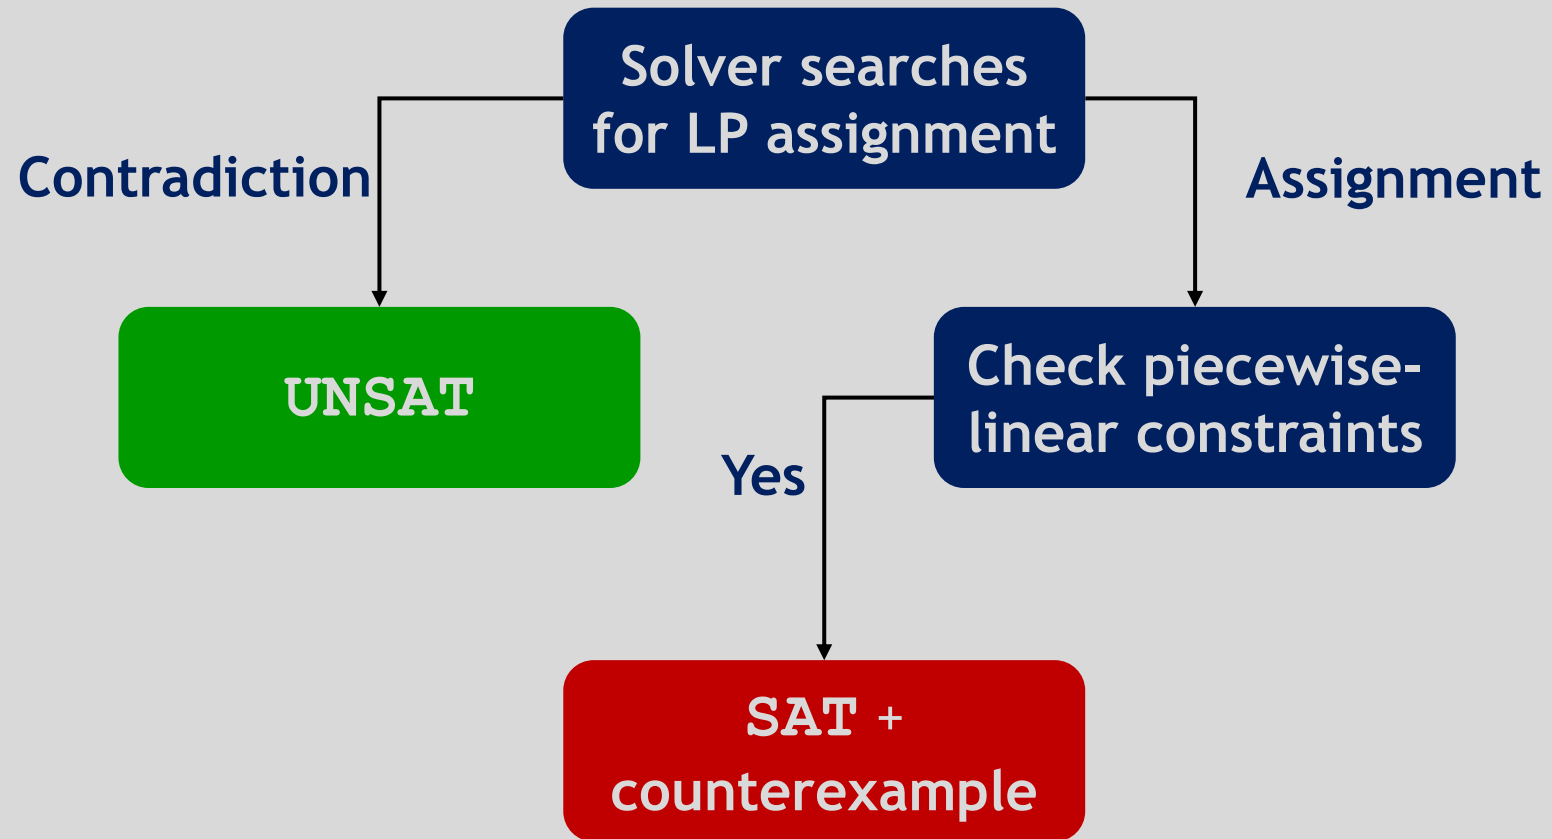 Solver searches
for LP assignment
Contradiction
Assignment
UNSAT
Check piecewise-
linear constraints
Yes
SAT +
counterexample